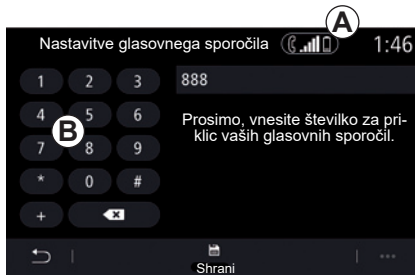 A
Nastavitve glasovnega sporočila 1:46
1 2 3 888
4 5 6
Prosimo, vnesite številko za pri-
klic vaših glasovnih sporočil.
B
7 8 9
* 0 #
+
Shrani